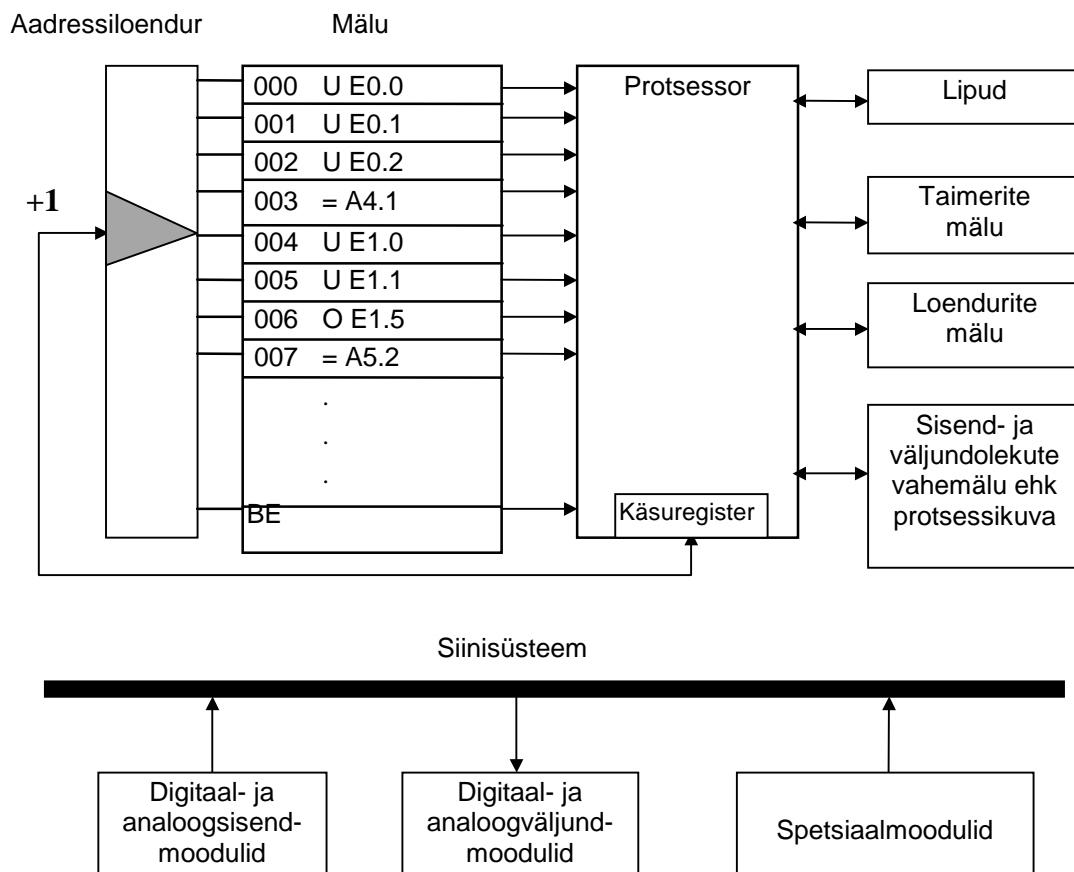 Aadressiloendur
Mälu
000 U E0.0
001 U E0.1
002 U E0.2
003 = A4.1
004 U E1.0
005 U E1.1
006 O E1.5
007 = A5.2
.
.
.
BE
+1
Protsessor
Käsuregister
Lipud
Taimerite
mälu
Loendurite
mälu
Sisend- ja
väljundolekute
vahemälu ehk
protsessikuva
Siinisüsteem
Digitaal- ja
analoogsisend-
moodulid
Digitaal- ja
analoogväljund-
moodulid
Spetsiaalmoodulid